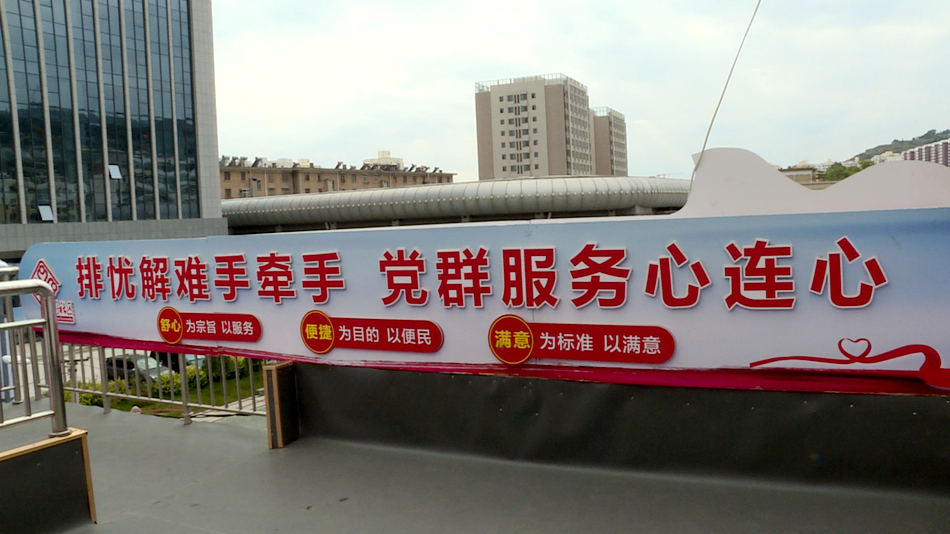 排忧解难手牵手 党群服务心连心
舒心 为宗旨 以服务
便捷 为目的 以便民
满意 为标准 以满意